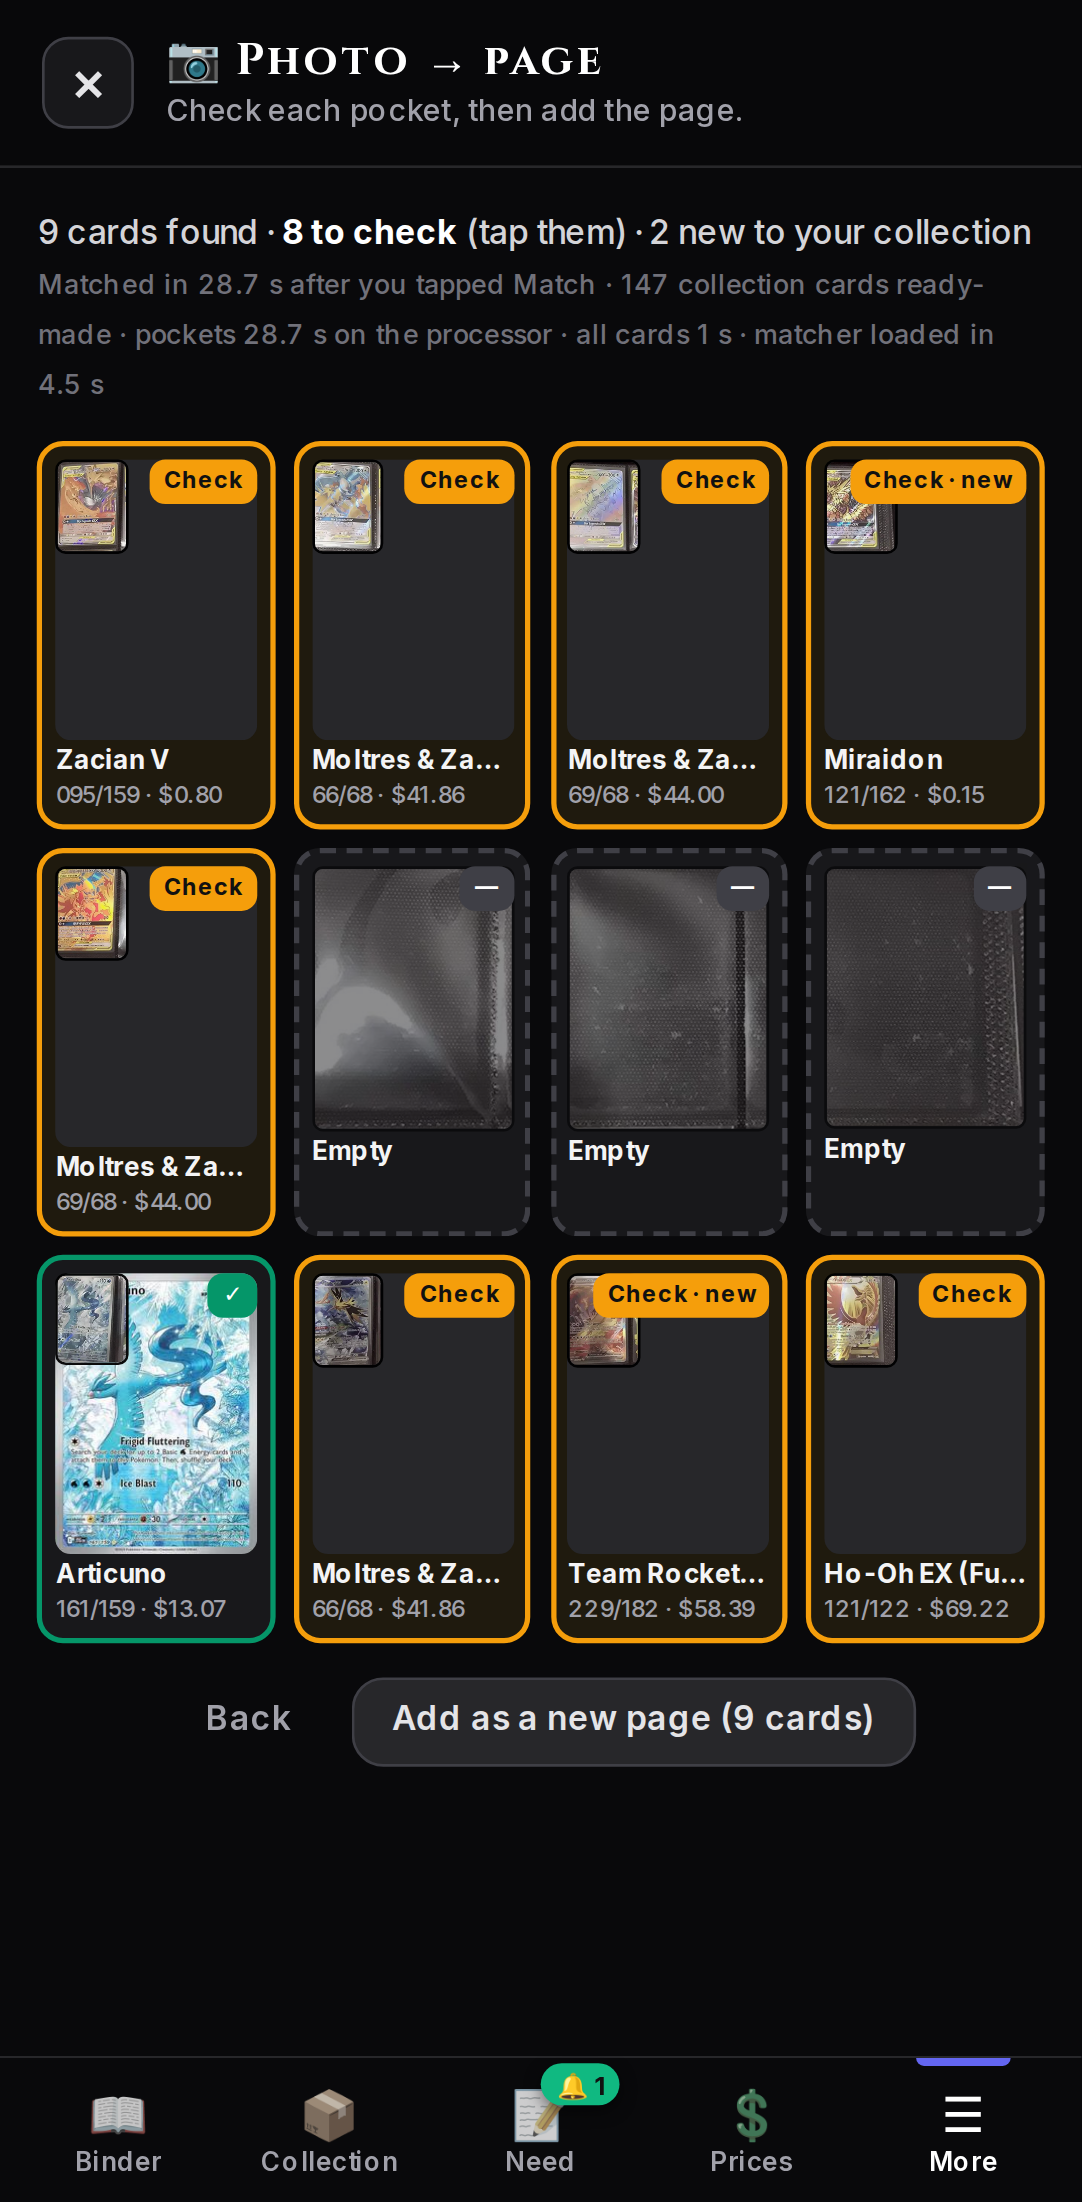 Photo → page
Check each pocket, then add the page.
9 cards found · 8 to check (tap them) · 2 new to your collection
Matched in 28.7 s after you tapped Match · 147 collection cards ready-
made · pockets 28.7 s on the processor · all cards 1 s · matcher loaded in
4.5 s
Check
Check
Check
Check · new
Zacian V
095/159 · $0.80
Moltres & Za...
66/68 · $41.86
Moltres & Za...
69/68 · $44.00
Miraidon
121/162 · $0.15
Check
—
—
—
Moltres & Za...
69/68 · $44.00
Empty
Empty
Empty
✓
Frigid Fluttering
Ice Blast 110
Check
Check · new
Check
Articuno
161/159 · $13.07
Moltres & Za...
66/68 · $41.86
Team Rocket...
229/182 · $58.39
Ho-Oh EX (Fu...
121/122 · $69.22
Back
Add as a new page (9 cards)
1
Binder
Collection
Need
Prices
More